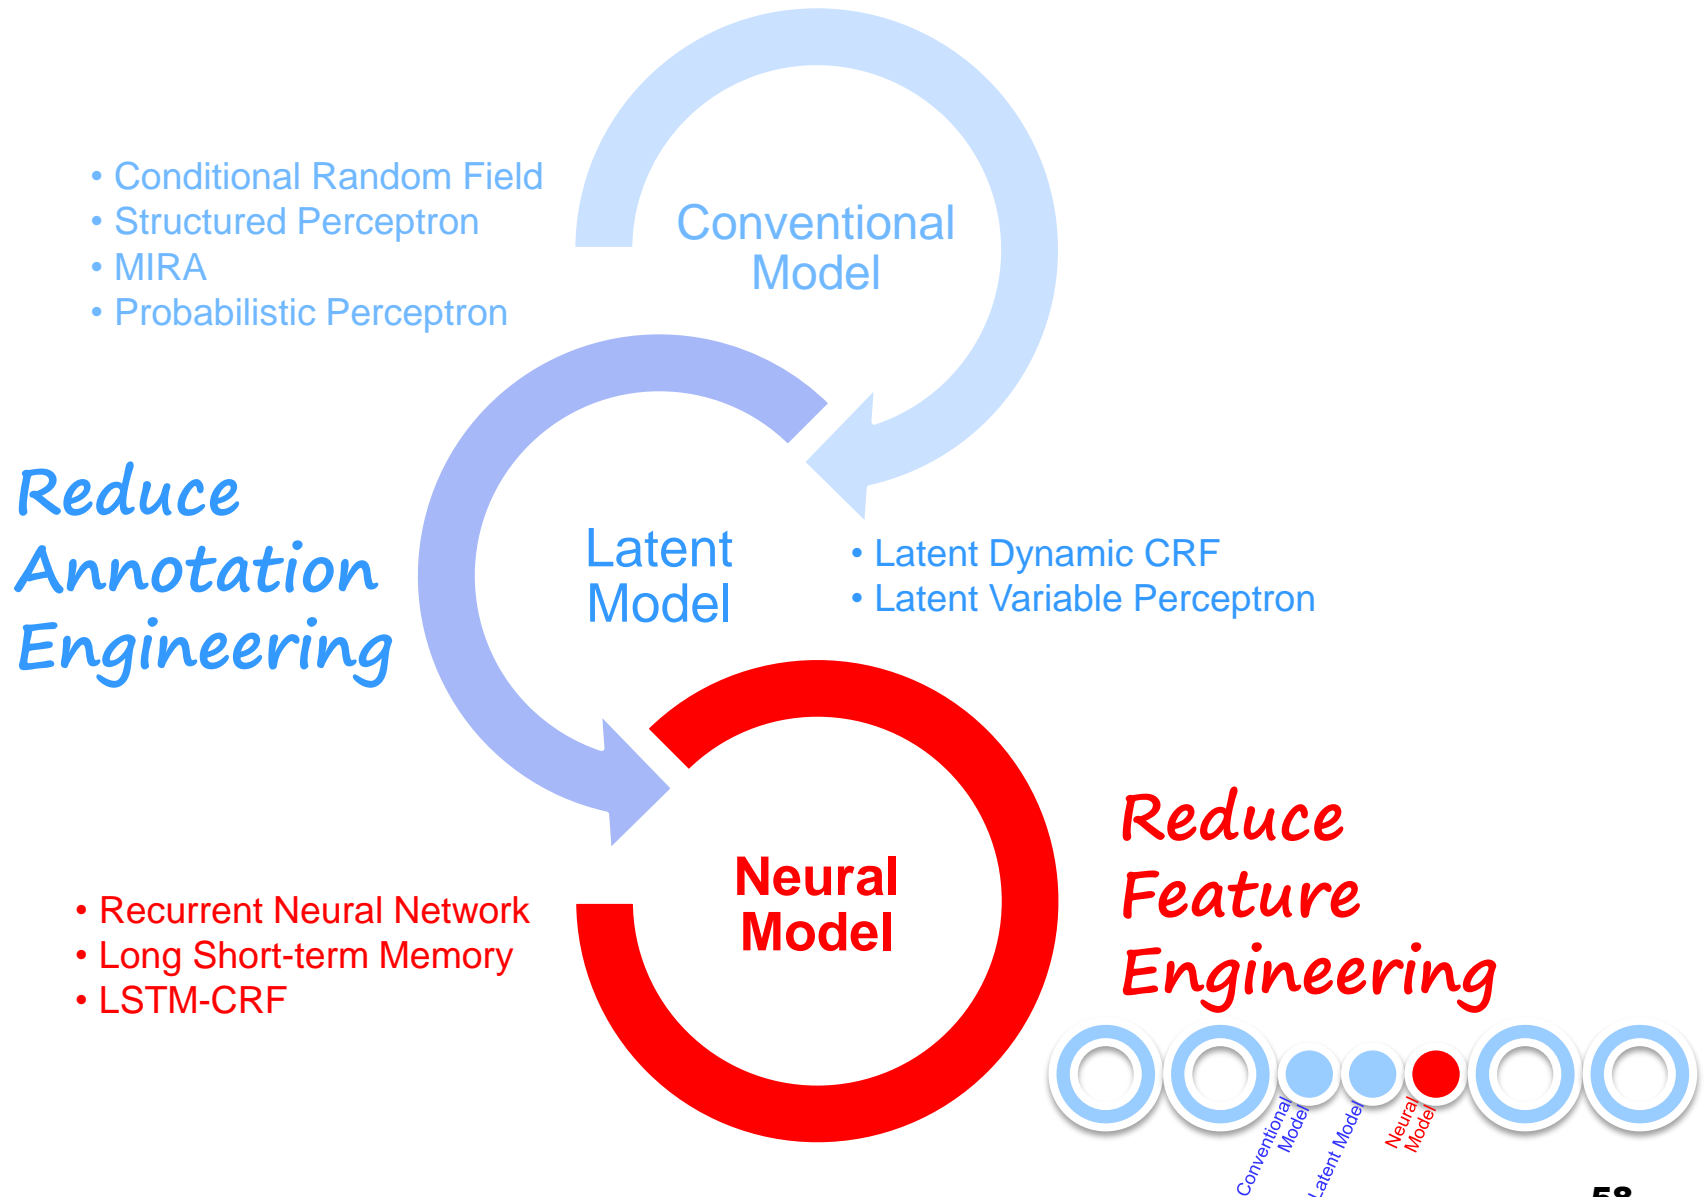 • Conditional Random Field
• Structured Perceptron
• MIRA
• Probabilistic Perceptron
Conventional
Model
Reduce
Annotation
Engineering
Latent
Model
• Latent Dynamic CRF
• Latent Variable Perceptron
• Recurrent Neural Network
• Long Short-term Memory
• LSTM-CRF
Neural
Model
Reduce
Feature
Engineering
Conventional
Model
Latent Model
Neural
Model
58